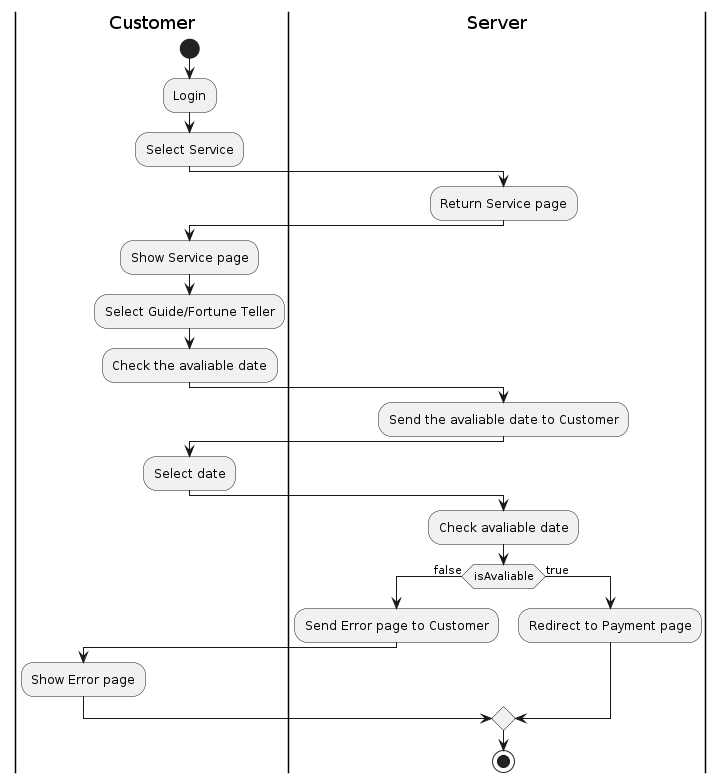 Customer
Server
Login
Select Service
Return Service page
Show Service page
Select Guide/Fortune Teller
Check the avaliable date
Send the avaliable date to Customer
Select date
Check avaliable date
false
isAvaliable
true
Send Error page to Customer
Redirect to Payment page
Show Error page